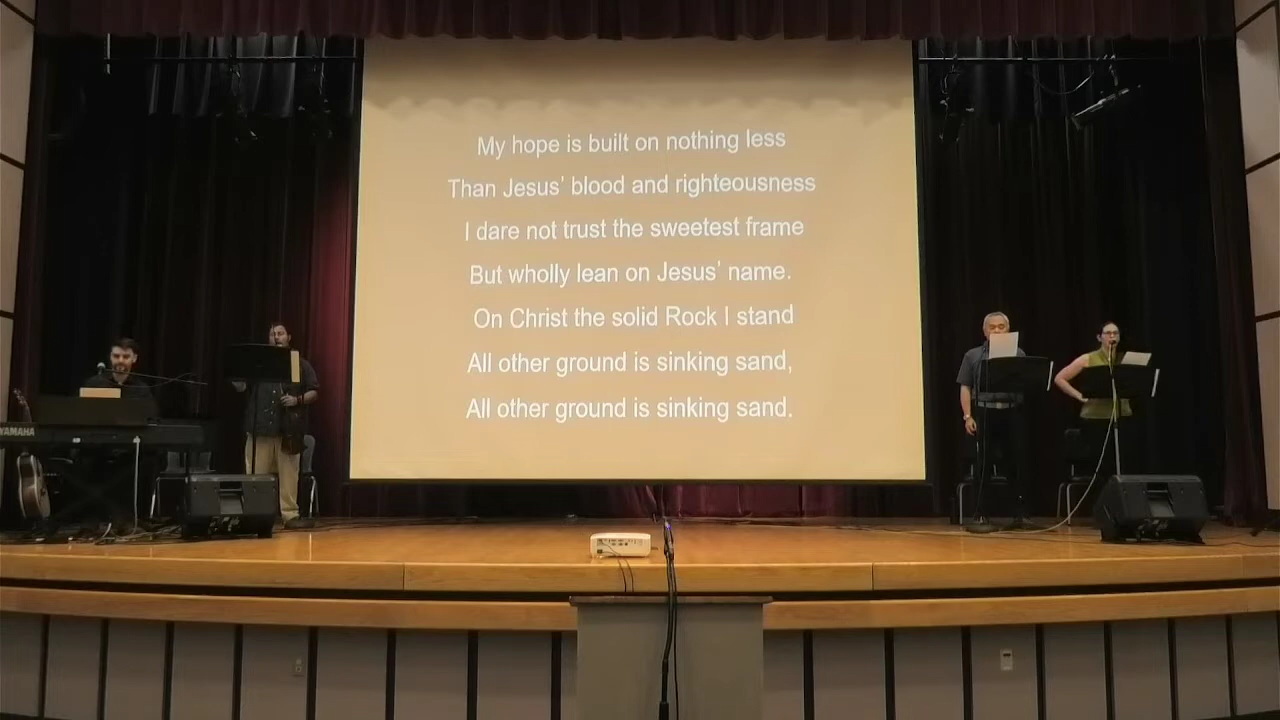 My hope is built on nothing less
Than Jesus' blood and righteousness
I dare not trust the sweetest frame
But wholly lean on Jesus' name.
On Christ the solid Rock I stand
All other ground is sinking sand,
All other ground is sinking sand.
YAMAHA